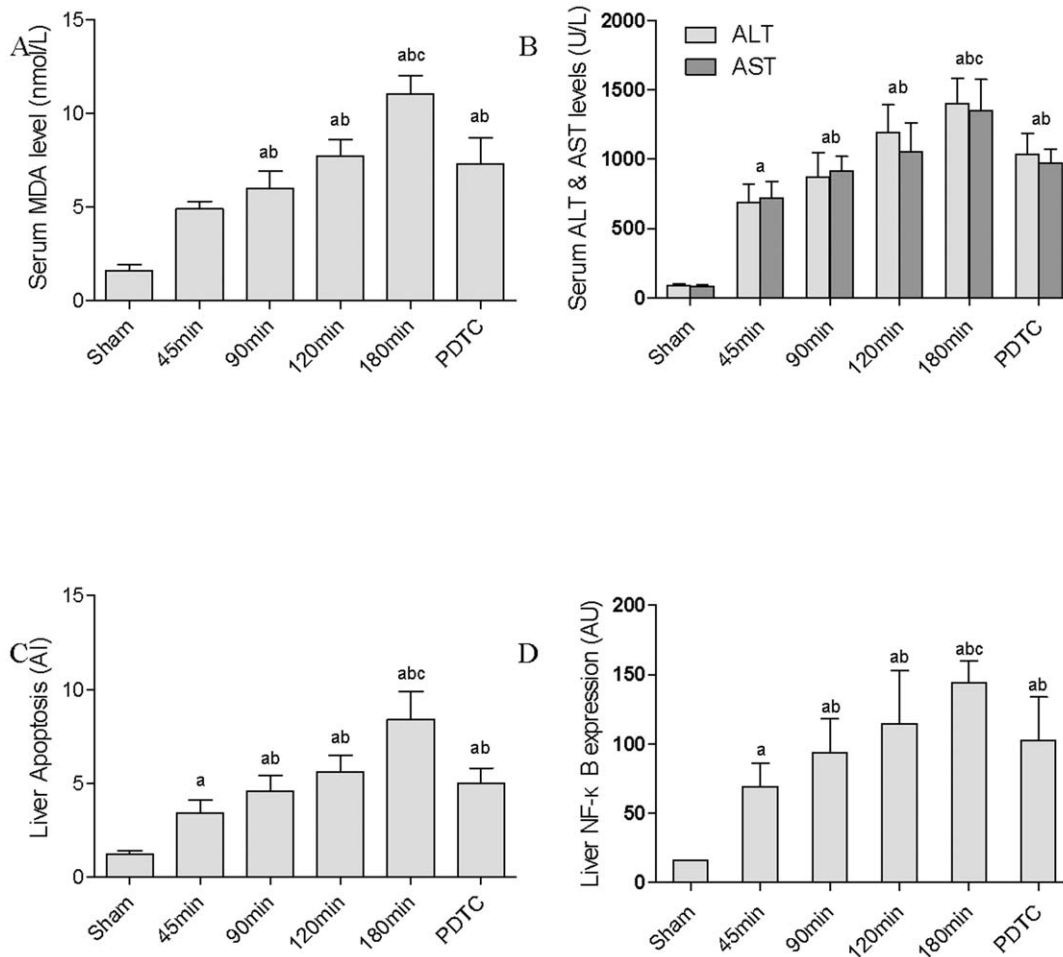 A
Serum MDA level (nmol/L)
15
10
5
0
ab
ab
abc
ab
Sham
45min
90min
120min
180min
PDTC
B
Serum ALT & AST levels (U/L)
2000
1500
1000
500
0
ALT
AST
a
ab
ab
abc
ab
Sham
45min
90min
120min
180min
PDTC
C
Liver Apoptosis (AI)
15
10
5
0
a
ab
ab
abc
ab
Sham
45min
90min
120min
180min
PDTC
D
Liver NF-κ B expression (AU)
200
150
100
50
0
a
ab
ab
abc
ab
Sham
45min
90min
120min
180min
PDTC